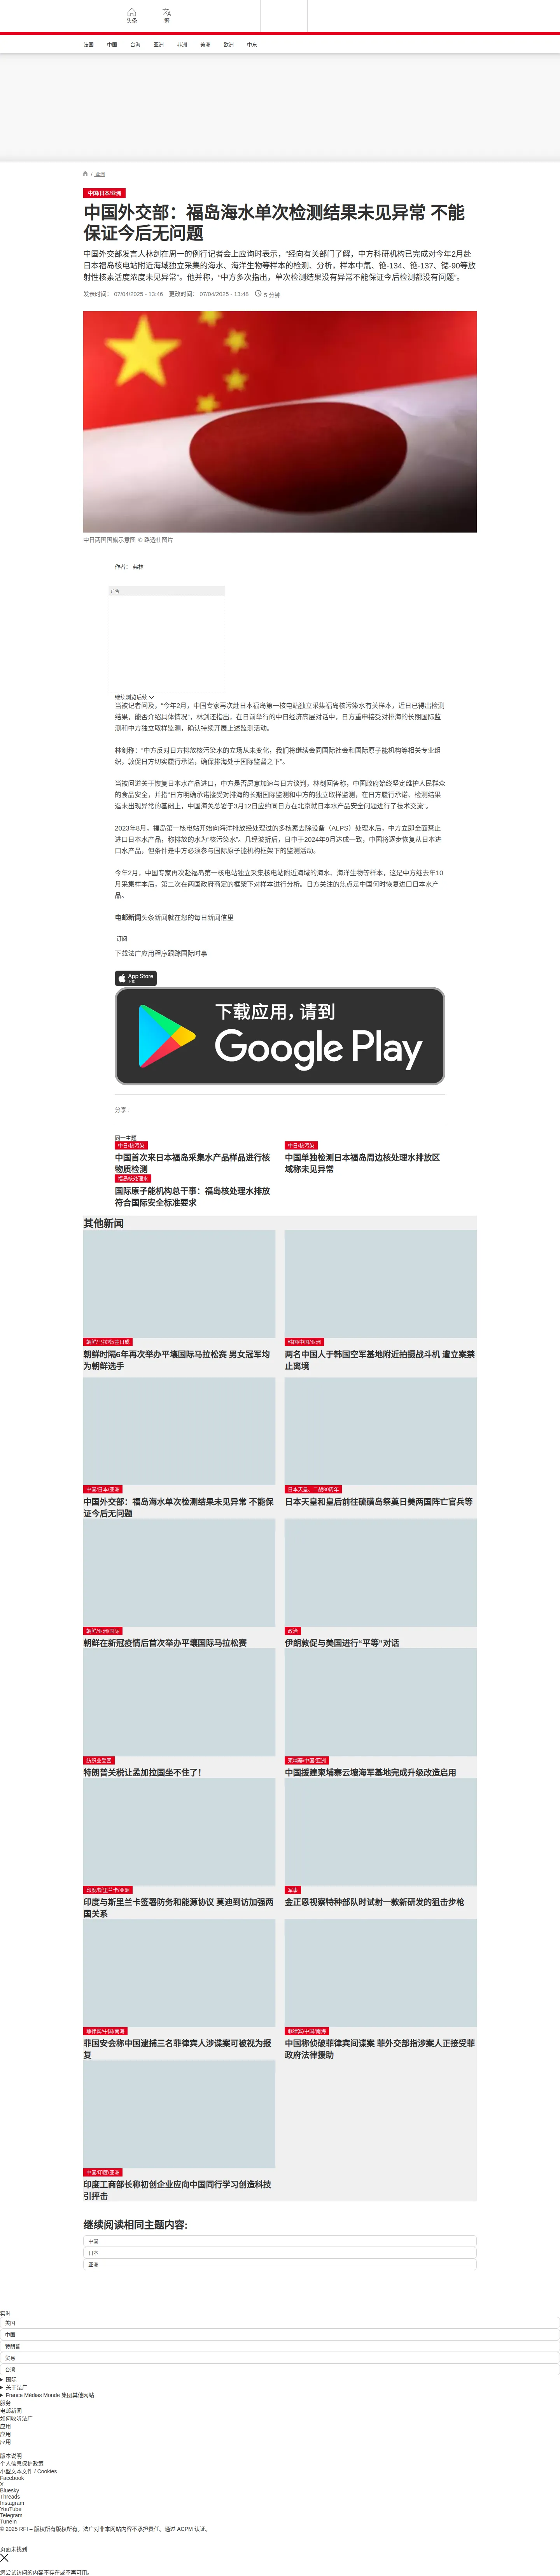 头条
繁
法国
中国
台海
亚洲
非洲
美洲
欧洲
中东
/ 亚洲
中国/日本/亚洲
中国外交部：福岛海水单次检测结果未见异常 不能
保证今后无问题
中国外交部发言人林剑在周一的例行记者会上应询时表示，“经向有关部门了解，中方科研机构已完成对今年2月赴
日本福岛核电站附近海域独立采集的海水、海洋生物等样本的检测、分析，样本中氚、铯-134、铯-137、锶-90等放
射性核素活度浓度未见异常”。他并称，“中方多次指出，单次检测结果没有异常不能保证今后检测都没有问题”。
发表时间： 07/04/2025 - 13:46 更改时间： 07/04/2025 - 13:48 5 分钟
中日两国国旗示意图 © 路透社图片
作者： 弗林
广告
继续浏览后续
当被记者问及，“今年2月，中国专家再次赴日本福岛第一核电站独立采集福岛核污染水有关样本，近日已得出检测
结果，能否介绍具体情况”，林剑还指出，在日前举行的中日经济高层对话中，日方重申接受对排海的长期国际监
测和中方独立取样监测，确认持续开展上述监测活动。
林剑称：“中方反对日方排放核污染水的立场从未变化，我们将继续会同国际社会和国际原子能机构等相关专业组
织，敦促日方切实履行承诺，确保排海处于国际监督之下”。
当被问道关于恢复日本水产品进口，中方是否愿意加速与日方谈判，林剑回答称，中国政府始终坚定维护人民群众
的食品安全，并指“日方明确承诺接受对排海的长期国际监测和中方的独立取样监测，在日方履行承诺、检测结果
迄未出现异常的基础上，中国海关总署于3月12日应约同日方在北京就日本水产品安全问题进行了技术交流”。
2023年8月，福岛第一核电站开始向海洋排放经处理过的多核素去除设备（ALPS）处理水后，中方立即全面禁止
进口日本水产品，称排放的水为“核污染水”。几经波折后，日中于2024年9月达成一致，中国将逐步恢复从日本进
口水产品，但条件是中方必须参与国际原子能机构框架下的监测活动。
今年2月，中国专家再次赴福岛第一核电站独立采集核电站附近海域的海水、海洋生物等样本，这是中方继去年10
月采集样本后，第二次在两国政府商定的框架下对样本进行分析。日方关注的焦点是中国何时恢复进口日本水产
品。
电邮新闻头条新闻就在您的每日新闻信里
订阅
下载法广应用程序跟踪国际时事
App Store
下载
下载应用，请到
Google Play
分享 :
同一主题
中日/核污染
中国首次来日本福岛采集水产品样品进行核
物质检测
中日/核污染
中国单独检测日本福岛周边核处理水排放区
域称未见异常
福岛核处理水
国际原子能机构总干事：福岛核处理水排放
符合国际安全标准要求
其他新闻
朝鲜/马拉松/金日成
朝鲜时隔6年再次举办平壤国际马拉松赛 男女冠军均
为朝鲜选手
韩国/中国/亚洲
两名中国人于韩国空军基地附近拍摄战斗机 遭立案禁
止离境
中国/日本/亚洲
中国外交部：福岛海水单次检测结果未见异常 不能保
证今后无问题
日本天皇、二战80周年
日本天皇和皇后前往硫磺岛祭奠日美两国阵亡官兵等
朝鲜/亚洲/国际
朝鲜在新冠疫情后首次举办平壤国际马拉松赛
政治
伊朗敦促与美国进行“平等”对话
纺织业受困
特朗普关税让孟加拉国坐不住了！
柬埔寨/中国/亚洲
中国援建柬埔寨云壤海军基地完成升级改造启用
印度/斯里兰卡/亚洲
印度与斯里兰卡签署防务和能源协议 莫迪到访加强两
国关系
军事
金正恩视察特种部队时试射一款新研发的狙击步枪
菲律宾/中国/南海
菲国安会称中国逮捕三名菲律宾人涉谍案可被视为报
复
菲律宾/中国/南海
中国称侦破菲律宾间谍案 菲外交部指涉案人正接受菲
政府法律援助
中国/印度/亚洲
印度工商部长称初创企业应向中国同行学习创造科技
引抨击
继续阅读相同主题内容:
中国
日本
亚洲
实时
美国
中国
特朗普
贸易
台湾
国际
关于法广
France Médias Monde 集团其他网站
服务
电邮新闻
如何收听法广
应用
应用
应用
版本说明
个人信息保护政策
小型文本文件 / Cookies
Facebook
X
Bluesky
Threads
Instagram
YouTube
Telegram
TuneIn
© 2025 RFI – 版权所有版权所有。法广对非本网站内容不承担责任。通过 ACPM 认证。
页面未找到
您尝试访问的内容不存在或不再可用。